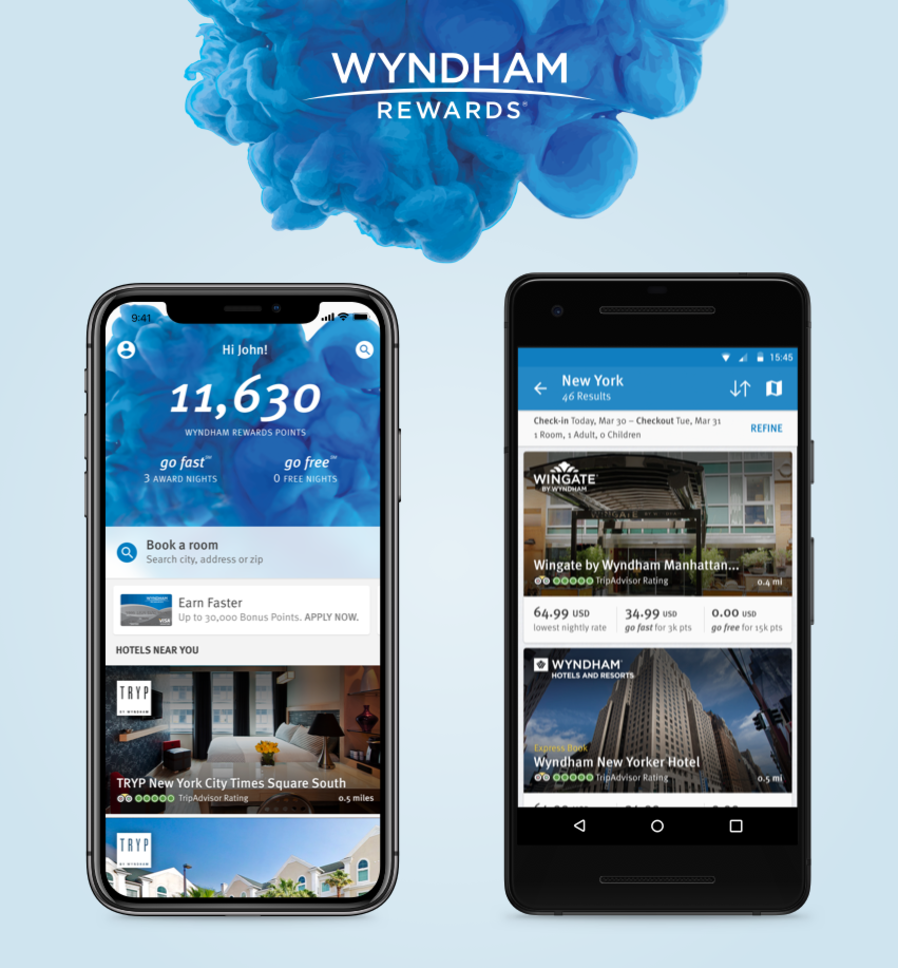 WYNDHAM
REWARDS®
9:41
Hi John!
11,630
WYNDHAM REWARDS POINTS
go fast℠ go free℠
3 AWARD NIGHTS 0 FREE NIGHTS
Book a room
Search city, address or zip
Earn Faster
Up to 30,000 Bonus Points. APPLY NOW.
HOTELS NEAR YOU
TRYP
BY WYNDHAM
TRYP New York City Times Square South
TripAdvisor Rating 0.5 miles
TRYP
BY WYNDHAM
15:45
New York
46 Results
Check-in Today, Mar 30 – Checkout Tue, Mar 31
1 Room, 1 Adult, 0 Children
REFINE
WINGATE
BY WYNDHAM
WINGATE
Wingate by Wyndham Manhattan...
TripAdvisor Rating 0.4 mi
64.99 USD 34.99 USD 0.00 USD
lowest nightly rate go fast for 3k pts go free for 15k pts
WYNDHAM
HOTELS AND RESORTS
Express Book
Wyndham New Yorker Hotel
TripAdvisor Rating 0.5 mi